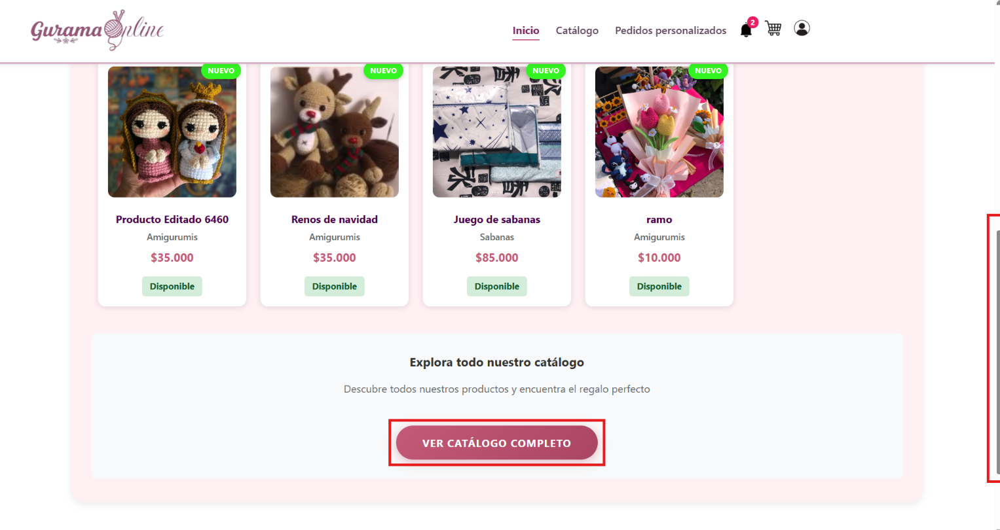 Gurama Online
Inicio
Catálogo
Pedidos personalizados
2
NUEVO
NUEVO
NUEVO
NUEVO
Producto Editado 6460
Amigurumis
$35.000
Disponible
Renos de navidad
Amigurumis
$35.000
Disponible
Juego de sabanas
Sabanas
$85.000
Disponible
ramo
Amigurumis
$10.000
Disponible
Explora todo nuestro catálogo
Descubre todos nuestros productos y encuentra el regalo perfecto
VER CATÁLOGO COMPLETO